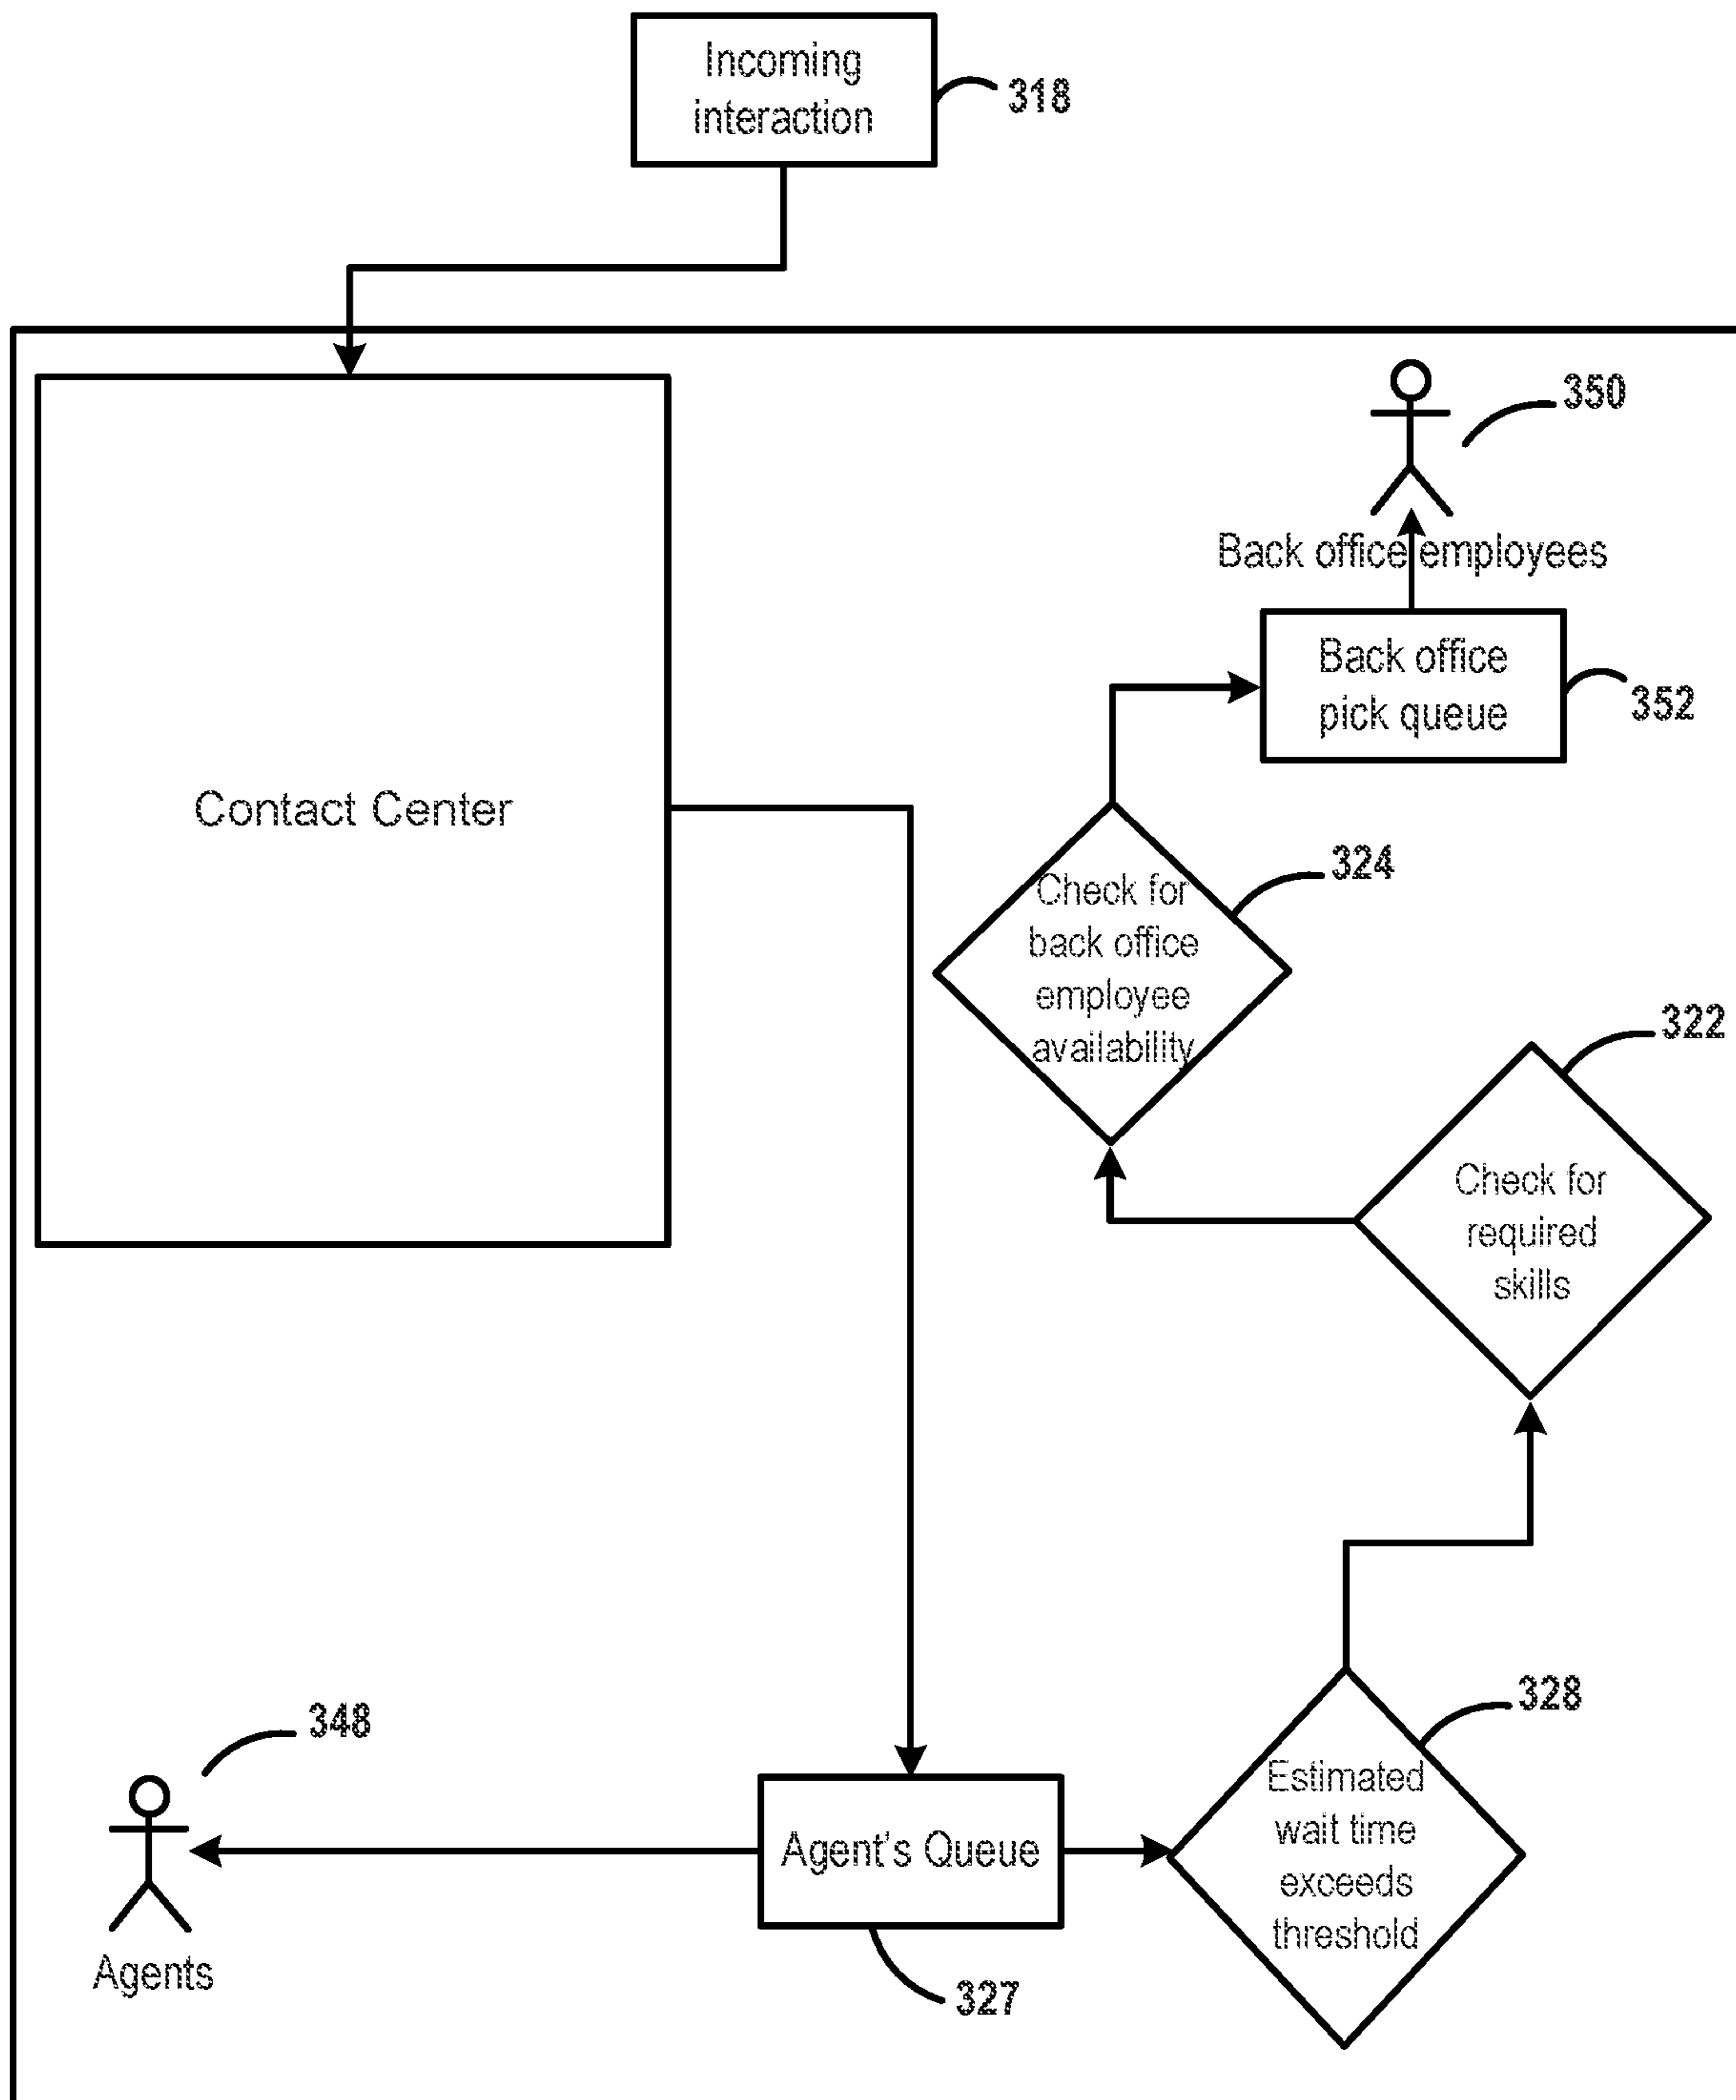 Incoming
interaction
318
350
Back office employees
Back office
pick queue
352
Contact Center
324
Check for
back office
employee
availability
322
Check for
required
skills
328
348
Estimated
wait time
exceeds
threshold
Agent's Queue
Agents
327